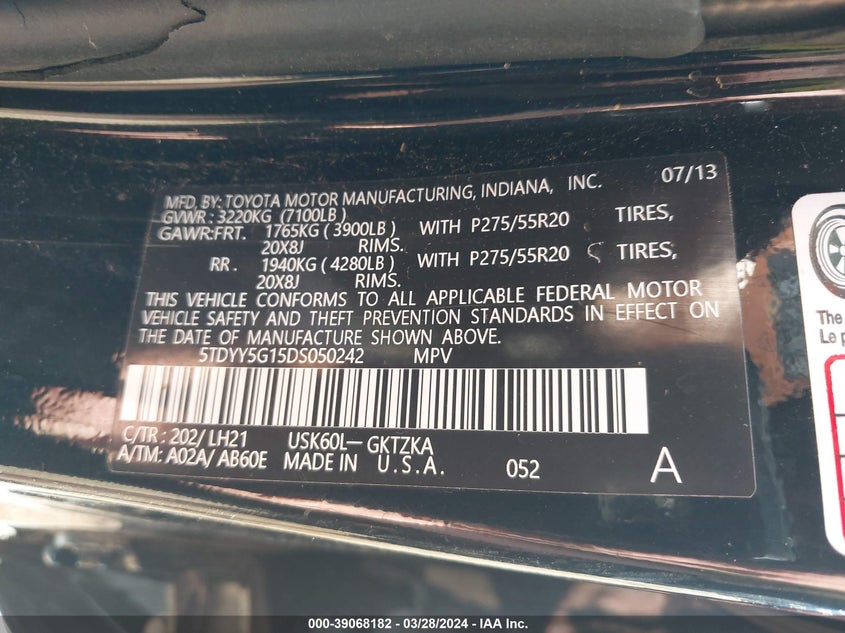 MFD. BY: TOYOTA MOTOR MANUFACTURING, INDIANA, INC. 07/13
GVWR : 3220KG (7100LB)
GAWR:FRT. 1765KG ( 3900LB) WITH P275/55R20 TIRES,
20X8J RIMS.
RR . 1940KG ( 4280LB) WITH P275/55R20 TIRES,
20X8J RIMS.
THIS VEHICLE CONFORMS TO ALL APPLICABLE FEDERAL MOTOR
VEHICLE SAFETY AND THEFT PREVENTION STANDARDS IN EFFECT ON
THE DATE OF MANUFACTURE SHOWN ABOVE.
5TDYY5G15DS050242 MPV
C/TR : 202/ LH21 USK60L-GKTZKA
A/TM: A02A/ AB60E MADE IN U.S.A. 052 A
The
Le p
000-39068182 - 03/28/2024 - IAA Inc.